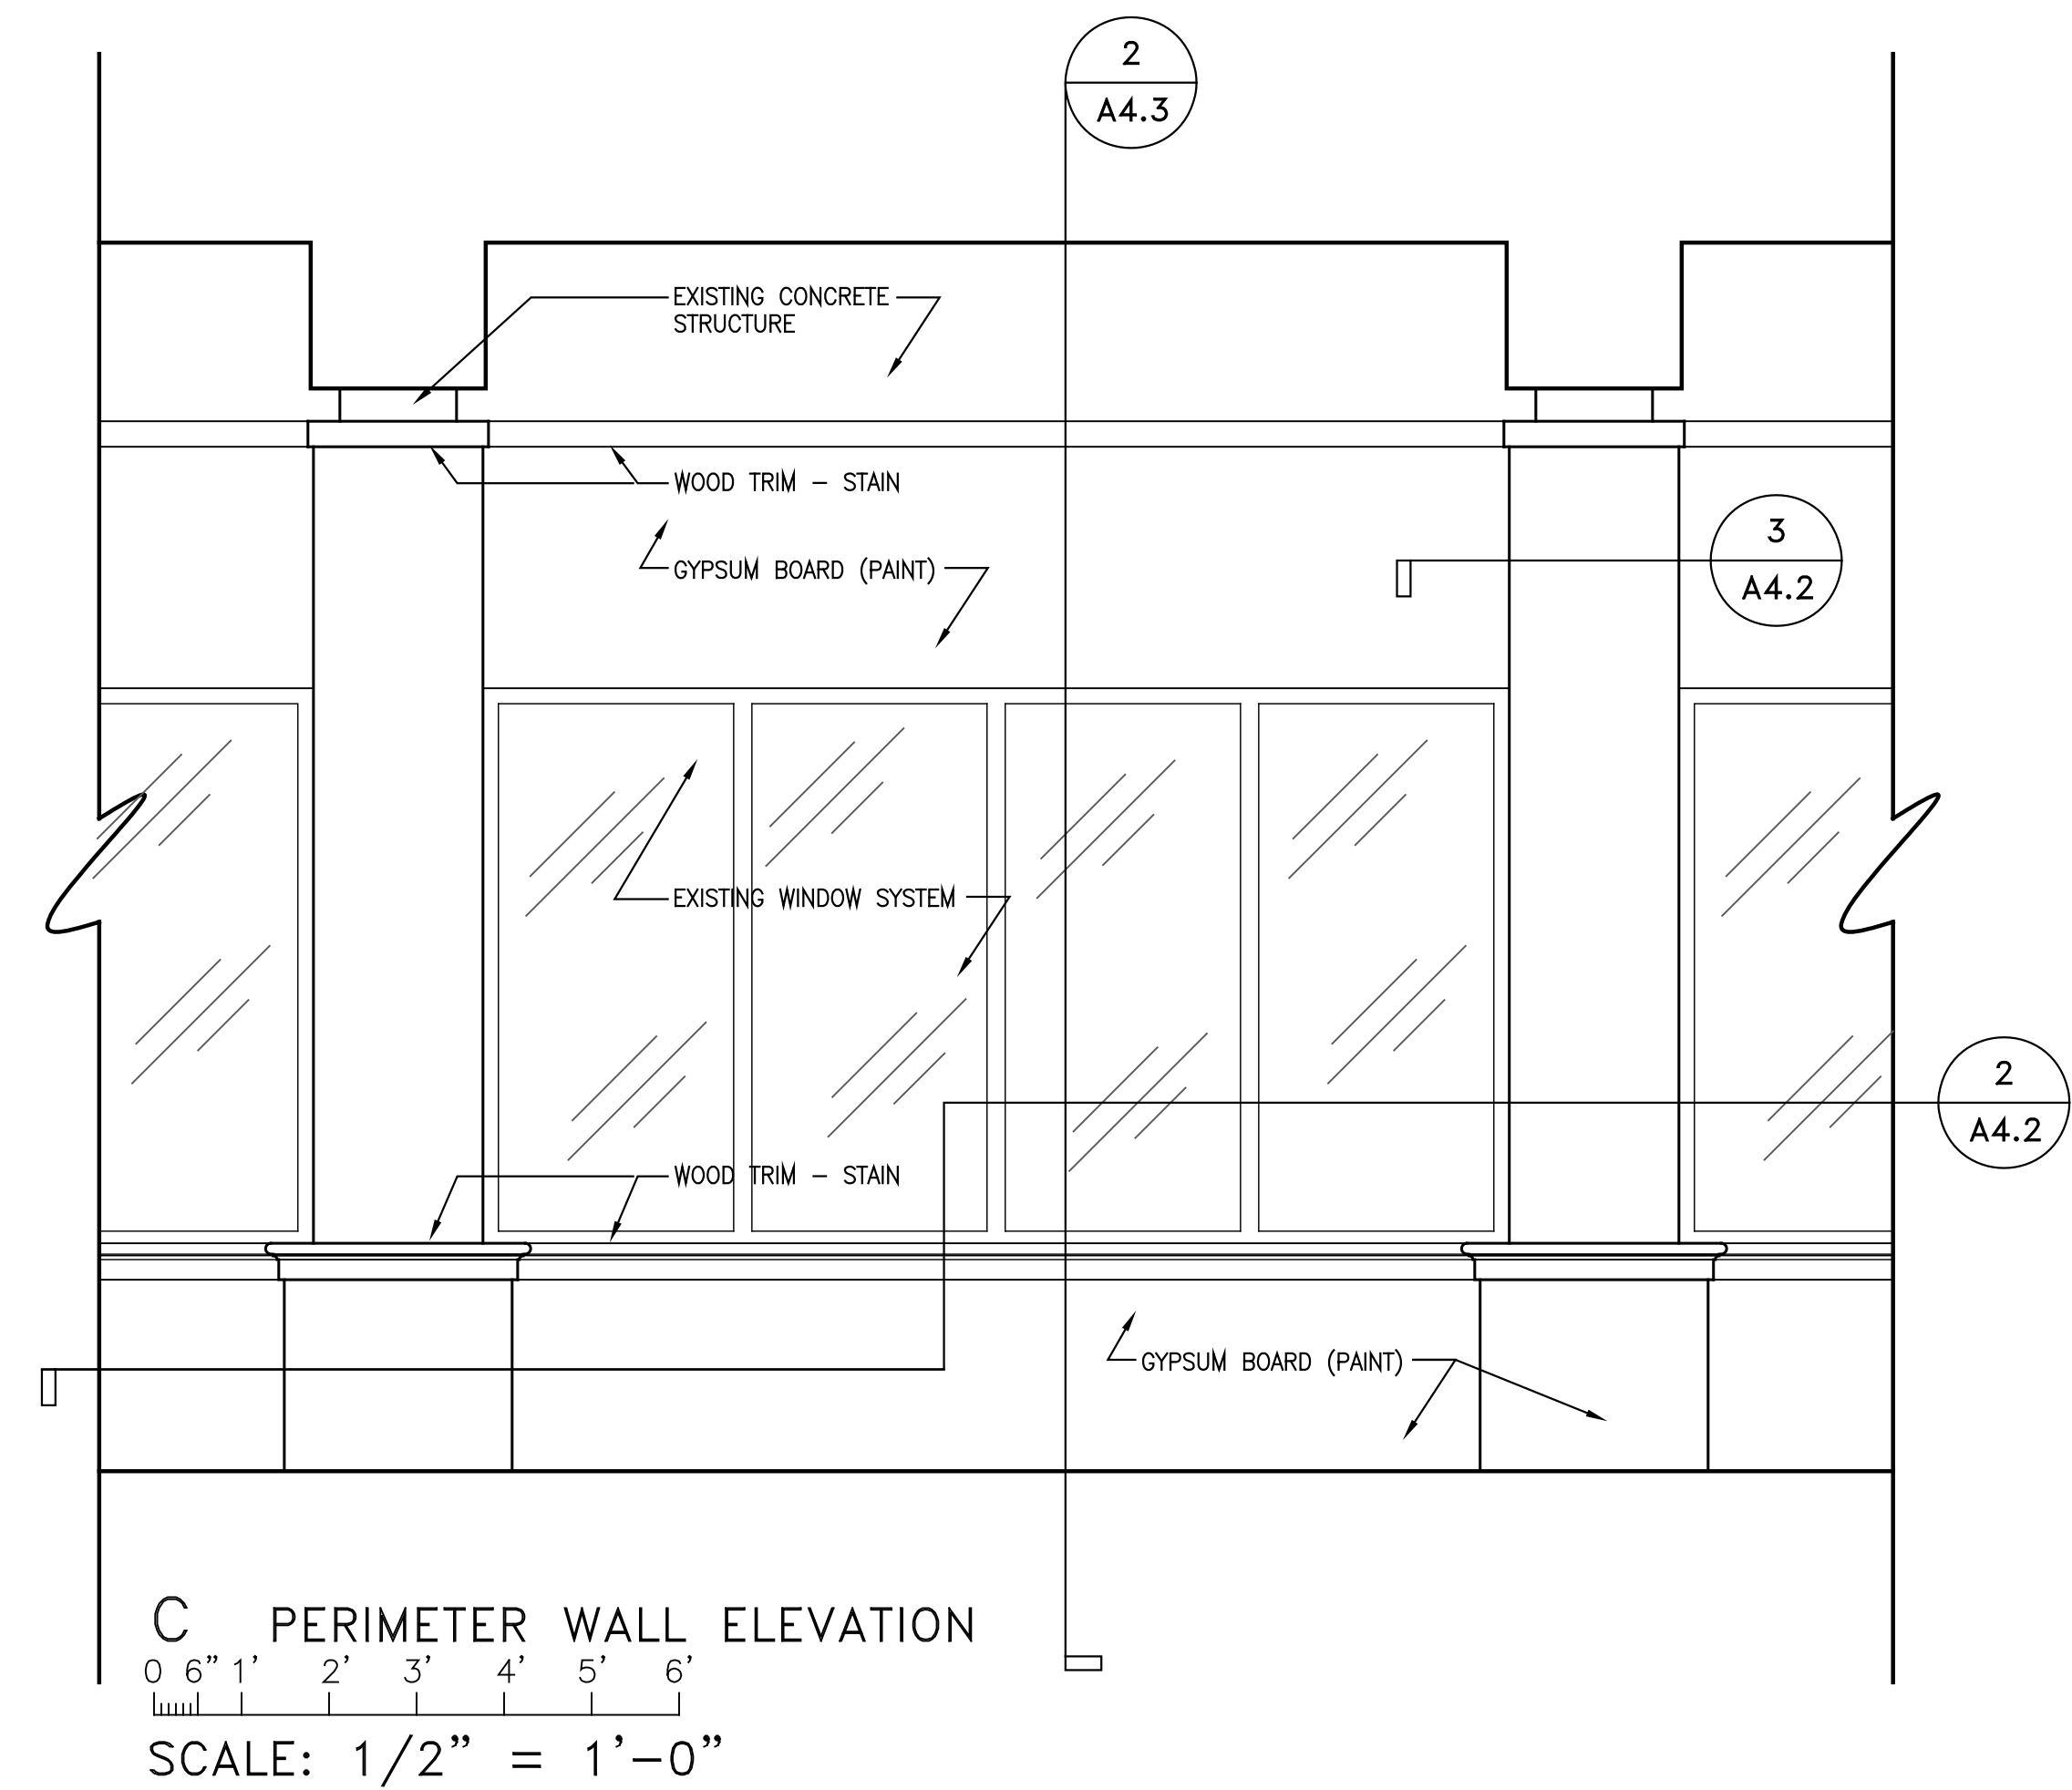 2
A4.3
EXISTING CONCRETE
STRUCTURE
WOOD TRIM – STAIN
3
A4.2
GYPSUM BOARD (PAINT)
EXISTING WINDOW SYSTEM
2
A4.2
WOOD TRIM – STAIN
GYPSUM BOARD (PAINT)
C PERIMETER WALL ELEVATION
0 6" 1' 2' 3' 4' 5' 6'
SCALE: 1/2" = 1'-0"